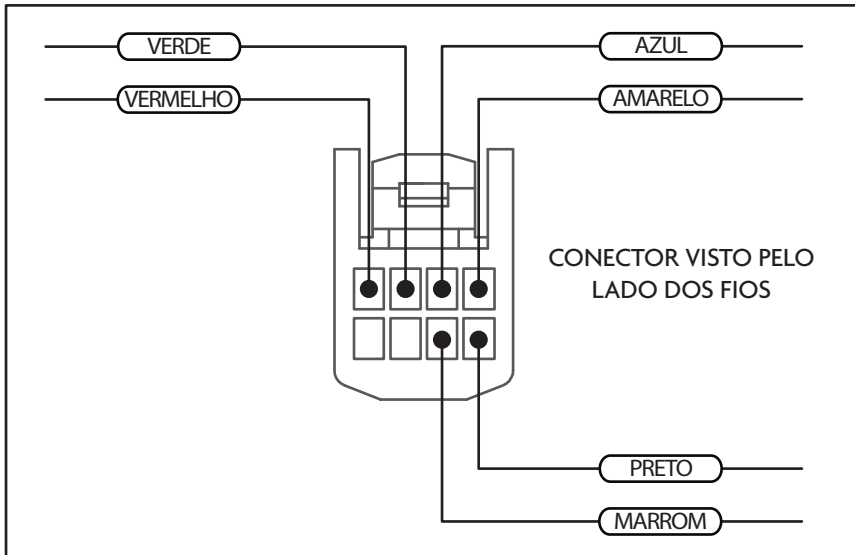 VERDE
AZUL
VERMELHO
AMARELO
CONECTOR VISTO PELO
LADO DOS FIOS
PRETO
MARROM